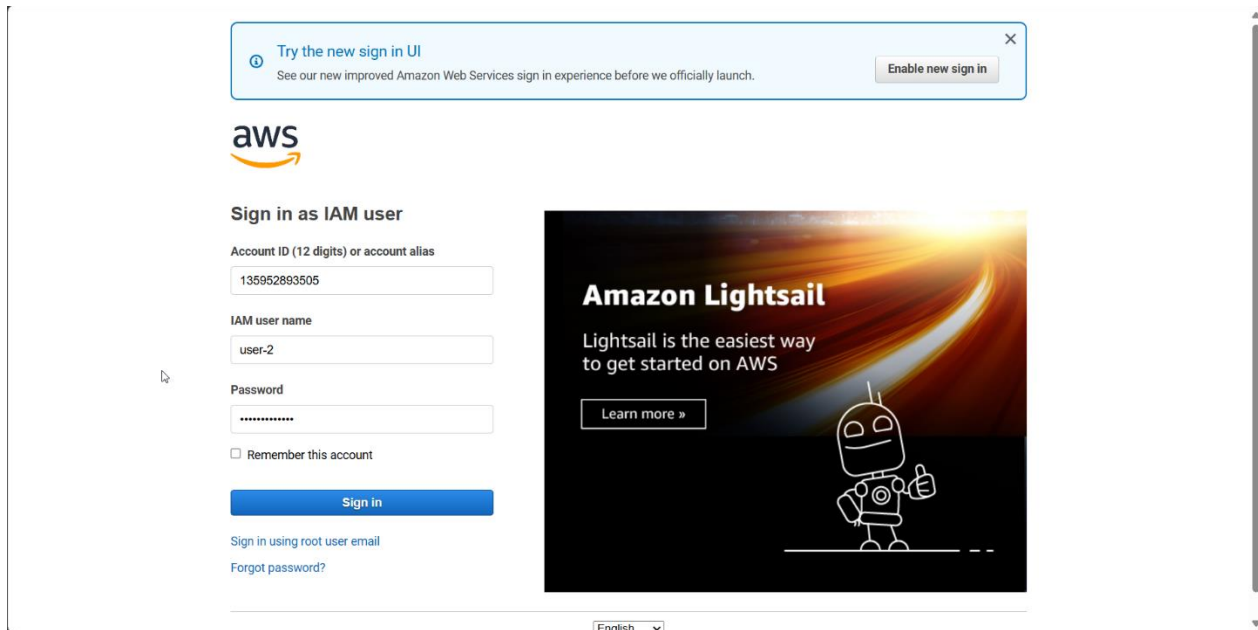 Try the new sign in UI
See our new improved Amazon Web Services sign in experience before we officially launch.
Enable new sign in
aws
Sign in as IAM user
Account ID (12 digits) or account alias
135952893505
IAM user name
user-2
Password
•••••••••••••
Remember this account
Sign in
Sign in using root user email
Forgot password?
Amazon Lightsail
Lightsail is the easiest way
to get started on AWS
Learn more »
English